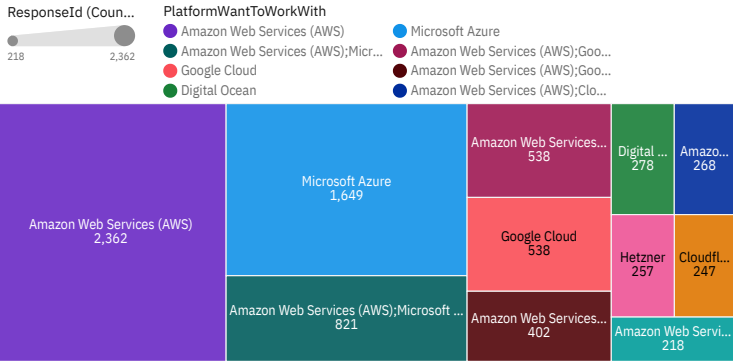 ResponseId (Coun...
218
2,362
PlatformWantToWorkWith
Amazon Web Services (AWS)
Microsoft Azure
Amazon Web Services (AWS);Micr...
Amazon Web Services (AWS);Goo...
Google Cloud
Amazon Web Services (AWS);Goo...
Digital Ocean
Amazon Web Services (AWS);Clo...
Amazon Web Services (AWS)
2,362
Microsoft Azure
1,649
Amazon Web Services (AWS);Microsoft ...
821
Amazon Web Services...
538
Google Cloud
538
Amazon Web Services...
402
Digital ...
278
Amazo...
268
Hetzner
257
Cloudfl...
247
Amazon Web Servi...
218